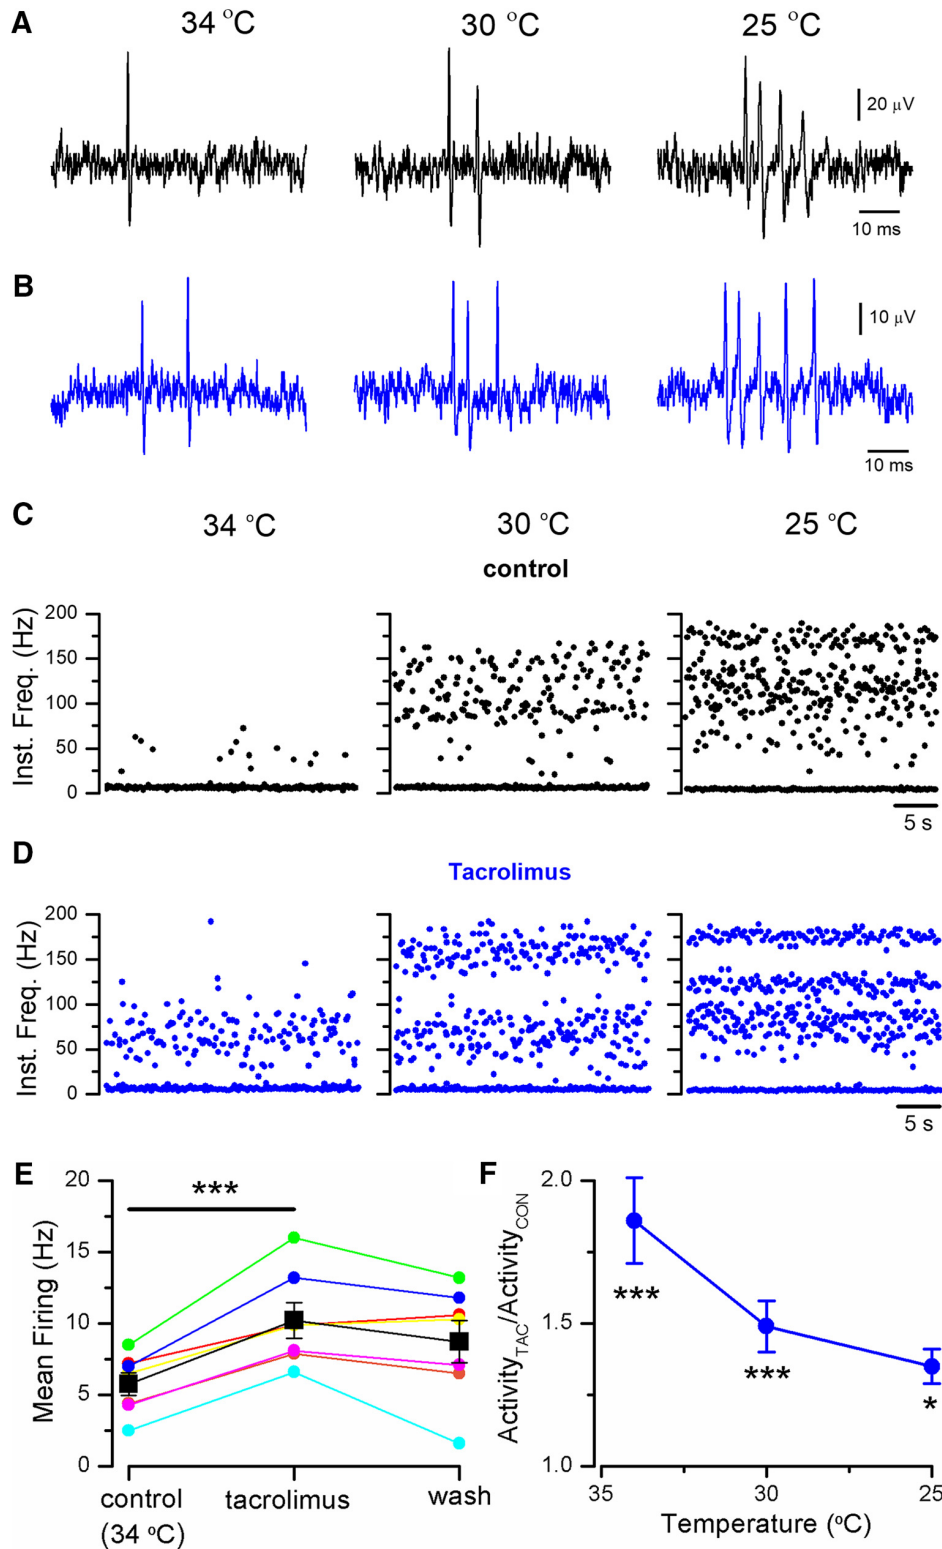 A
34 °C
30 °C
25 °C
20 µV
10 ms
B
10 µV
10 ms
C
34 °C
30 °C
25 °C
control
Inst. Freq. (Hz)
200
150
100
50
0
5 s
D
Tacrolimus
Inst. Freq. (Hz)
200
150
100
50
0
5 s
E
Mean Firing (Hz)
20
15
10
5
0
***
control
(34 °C)
tacrolimus
wash
F
ActivityTAC/ActivityCON
2.0
1.5
1.0
***
***
*
35
30
25
Temperature (°C)